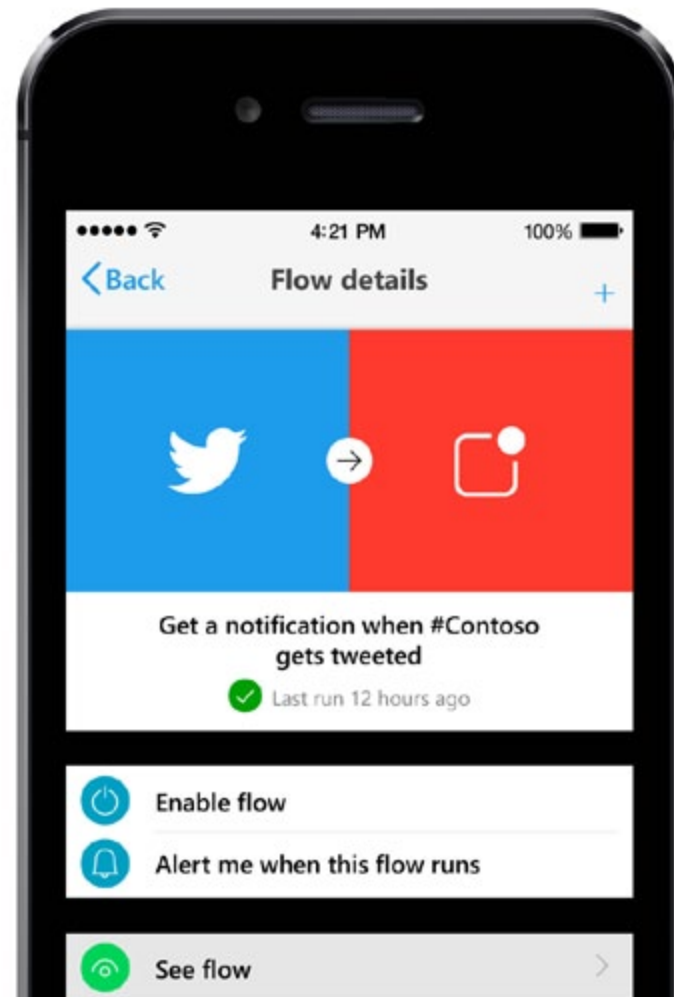 4:21 PM
100%
Back
Flow details
+
Get a notification when #Contoso
gets tweeted
Last run 12 hours ago
Enable flow
Alert me when this flow runs
See flow